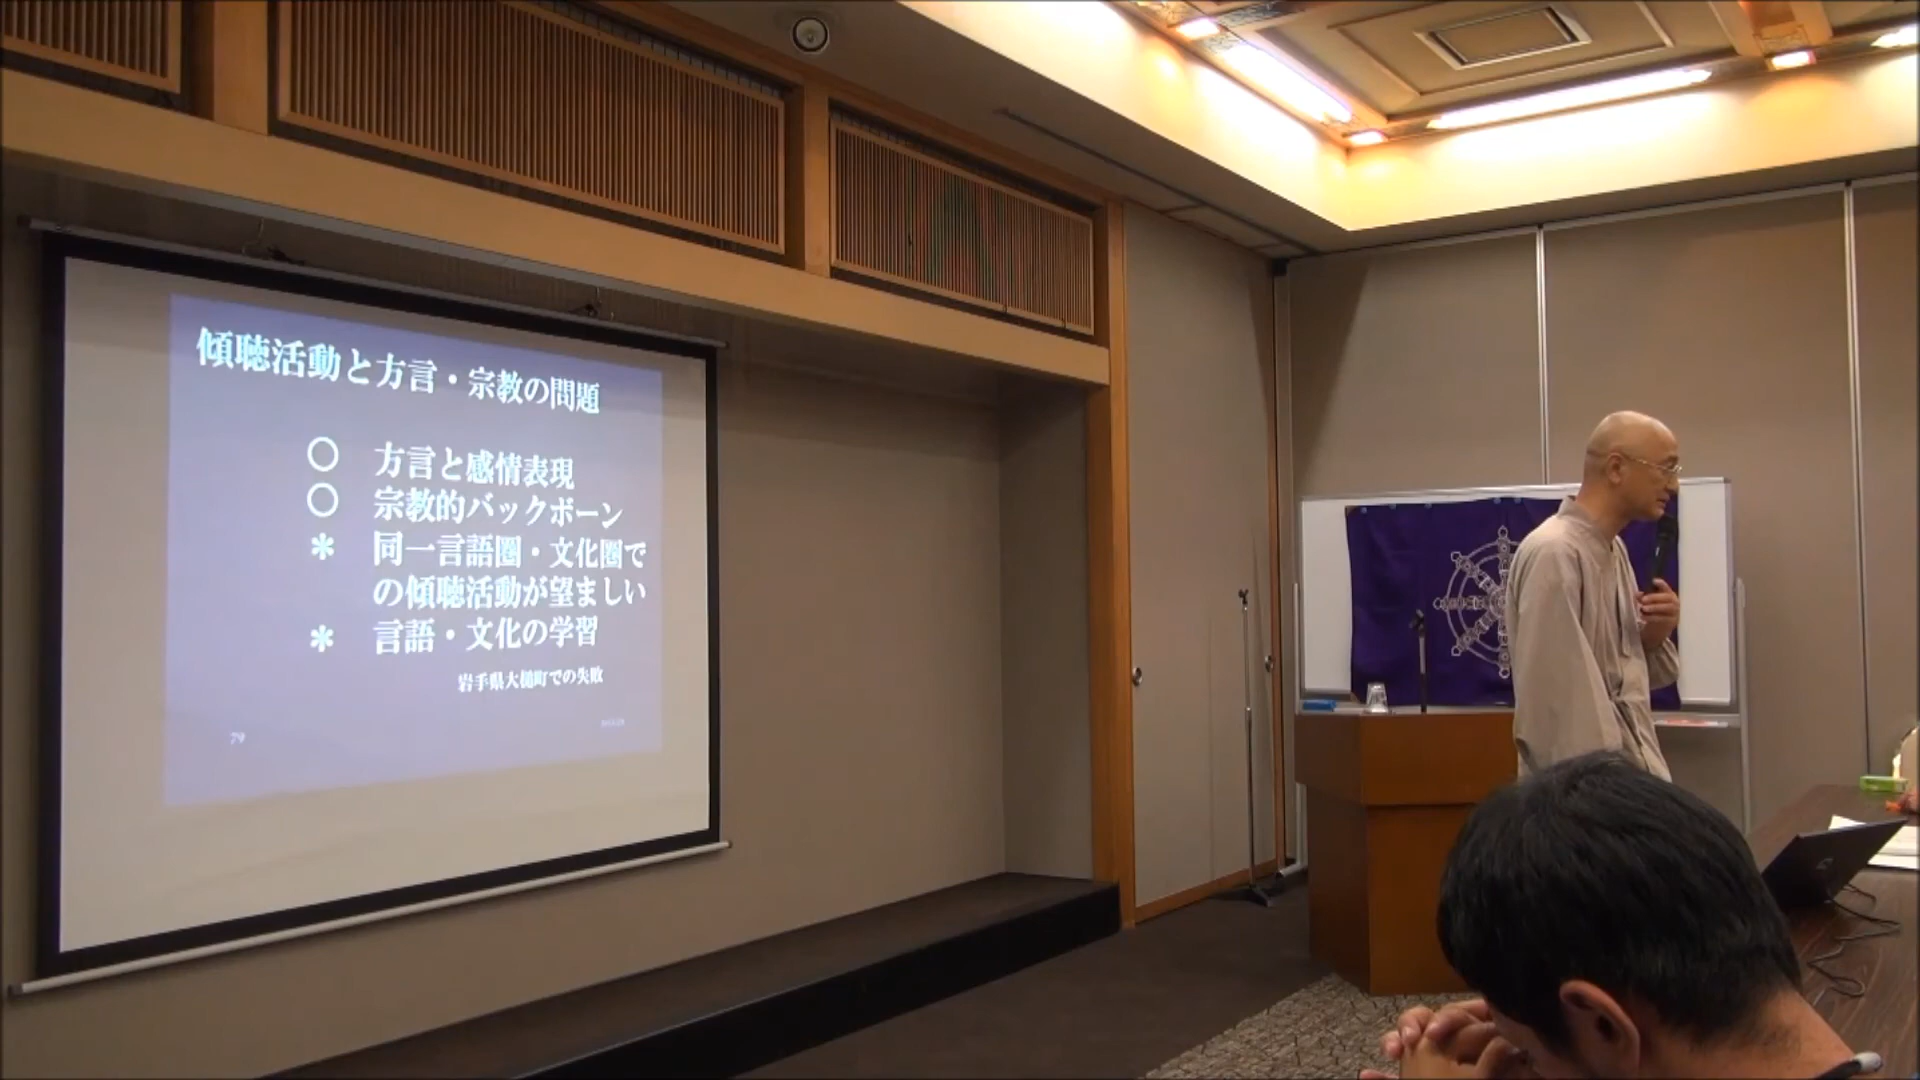 傾聴活動と方言・宗教の問題
○ 方言と感情表現
○ 宗教的バックボーン
* 同一言語圏・文化圏で
の傾聴活動が望ましい
* 言語・文化の学習
岩手県大槌町での失敗
79